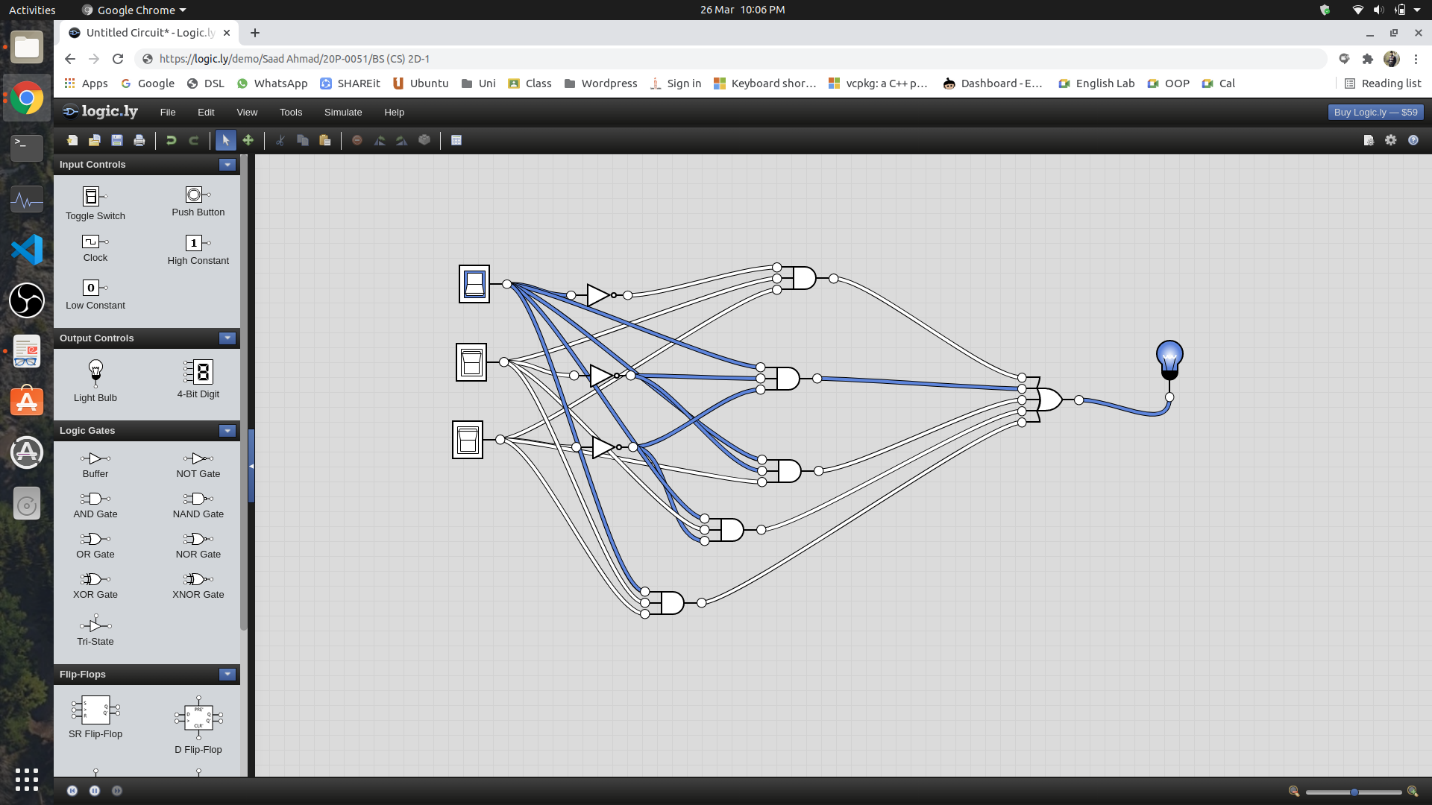 Activities
Google Chrome
26 Mar 10:06 PM
Untitled Circuit* - Logic.ly
https://logic.ly/demo/Saad Ahmad/20P-0051/BS (CS) 2D-1
Apps
Google
DSL
WhatsApp
SHAREit
Ubuntu
Uni
Class
Wordpress
Sign in
Keyboard shor...
vcpkg: a C++ p...
Dashboard - E...
English Lab
OOP
Cal
Reading list
logic.ly
File
Edit
View
Tools
Simulate
Help
Buy Logic.ly — $59
Input Controls
Toggle Switch
Push Button
Clock
1
High Constant
0
Low Constant
Output Controls
Light Bulb
8
4-Bit Digit
Logic Gates
Buffer
NOT Gate
AND Gate
NAND Gate
OR Gate
NOR Gate
XOR Gate
XNOR Gate
Tri-State
Flip-Flops
SR Flip-Flop
D Flip-Flop